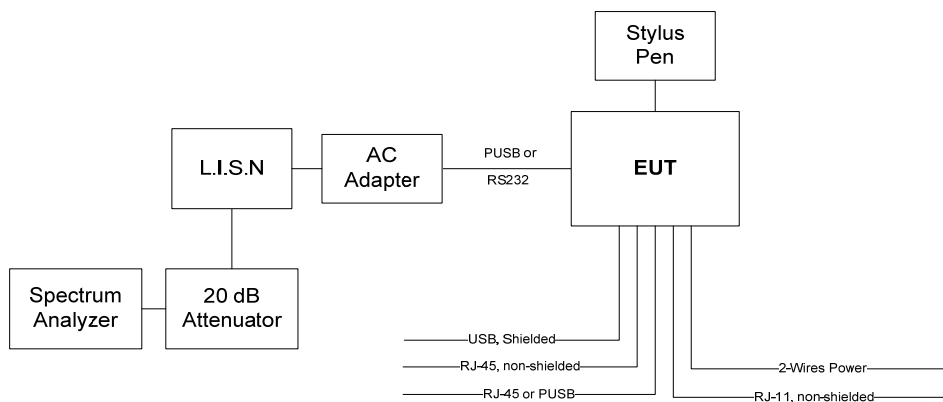 Stylus
Pen
L.I.S.N
AC
Adapter
PUSB or
RS232
EUT
Spectrum
Analyzer
20 dB
Attenuator
USB, Shielded
RJ-45, non-shielded
RJ-45 or PUSB
2-Wires Power
RJ-11, non-shielded